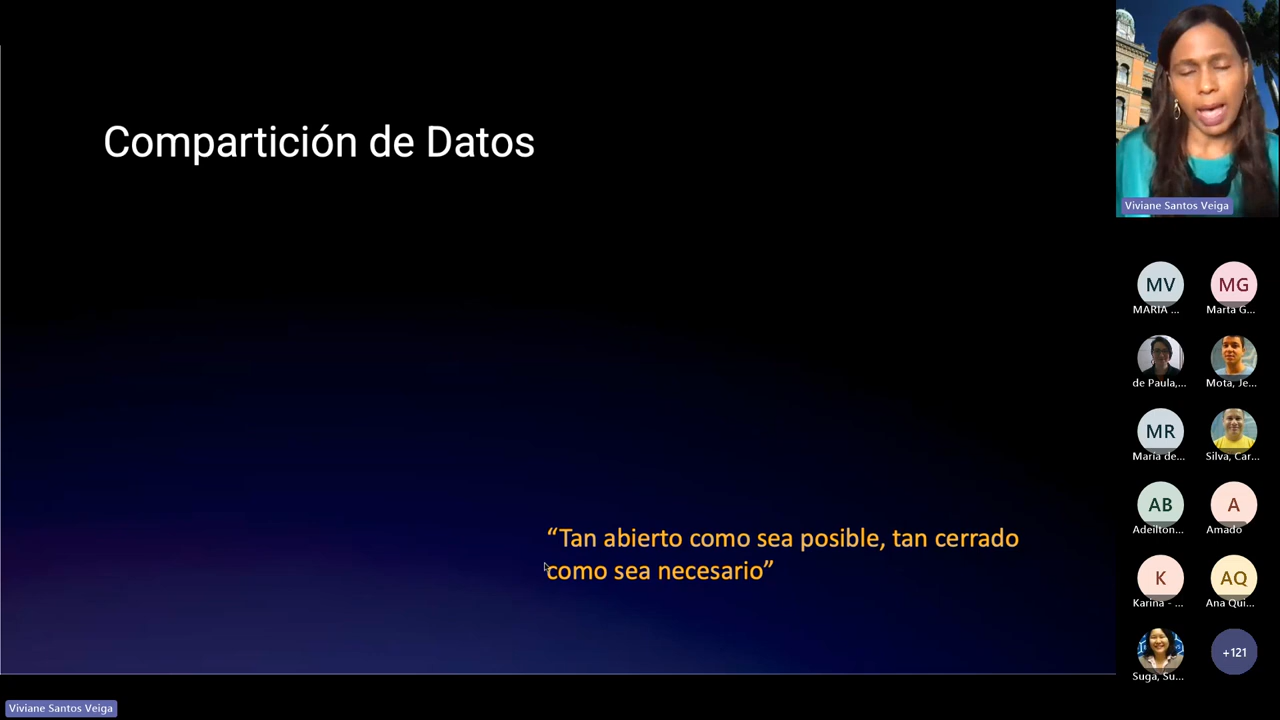 Compartición de Datos
“Tan abierto como sea posible, tan cerrado
como sea necesario”
Viviane Santos Veiga
MV
MG
MARIA ...
Marta G...
de Paula,...
Mota, Je...
MR
Maria de...
Silva, Car...
AB
A
Adeilton...
Amado
K
AQ
Karina - ...
Ana Qui...
Suga, Su...
+121
Viviane Santos Veiga